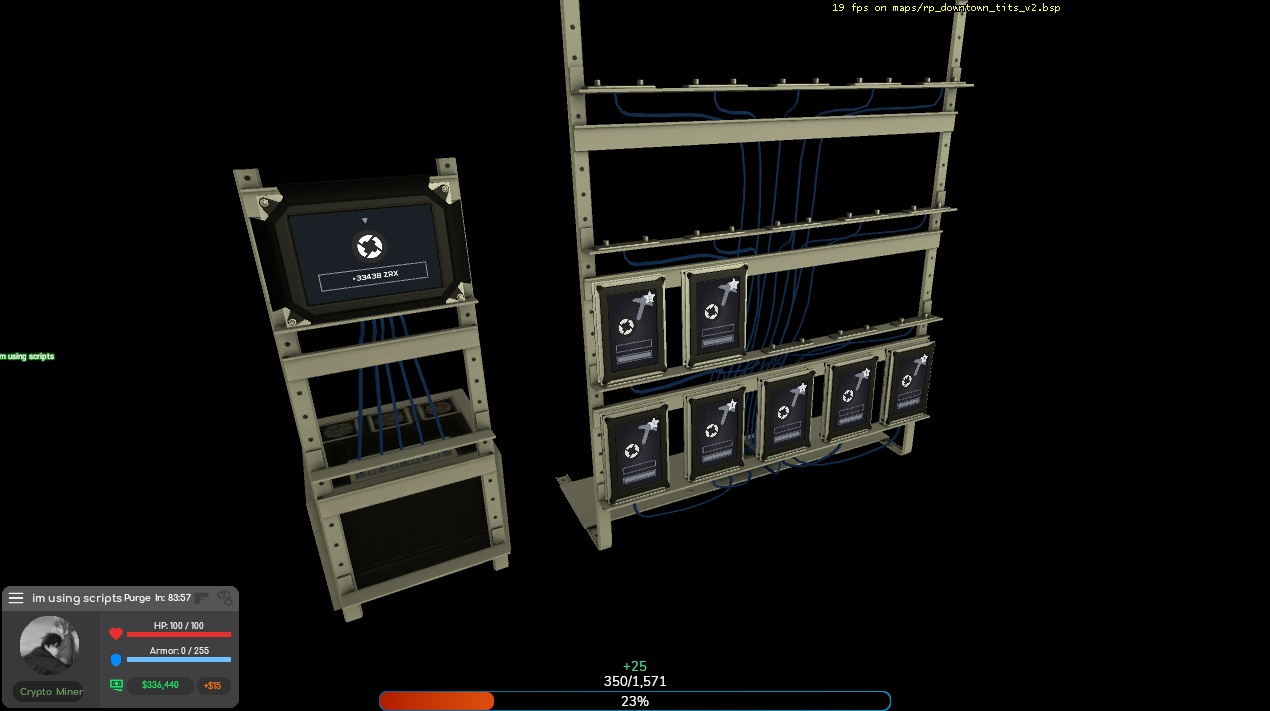 19 fps on maps/rp_downtown_tits_v2.bsp
+33438 ZRX
m using scripts
im using scripts Purge In: 83:57
HP: 100 / 100
Armor: 0 / 255
Crypto Miner
$336,440 +$15
+25
350/1,571
23%